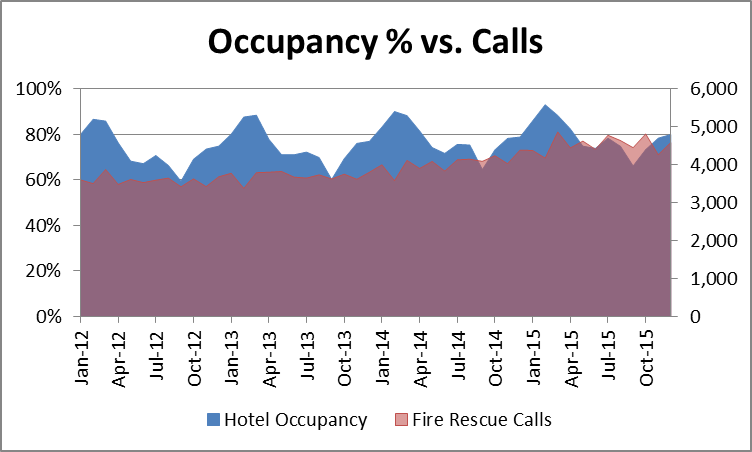 Occupancy % vs. Calls
100% 6,000
80% 5,000
60% 4,000
40% 3,000
20% 2,000
0% 1,000
0
Jan-12 Apr-12 Jul-12 Oct-12 Jan-13 Apr-13 Jul-13 Oct-13 Jan-14 Apr-14 Jul-14 Oct-14 Jan-15 Apr-15 Jul-15 Oct-15
Hotel Occupancy Fire Rescue Calls